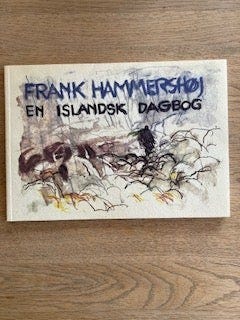 FRANK HAMMERSHØJ
EN ISLANDSK DAGBOG